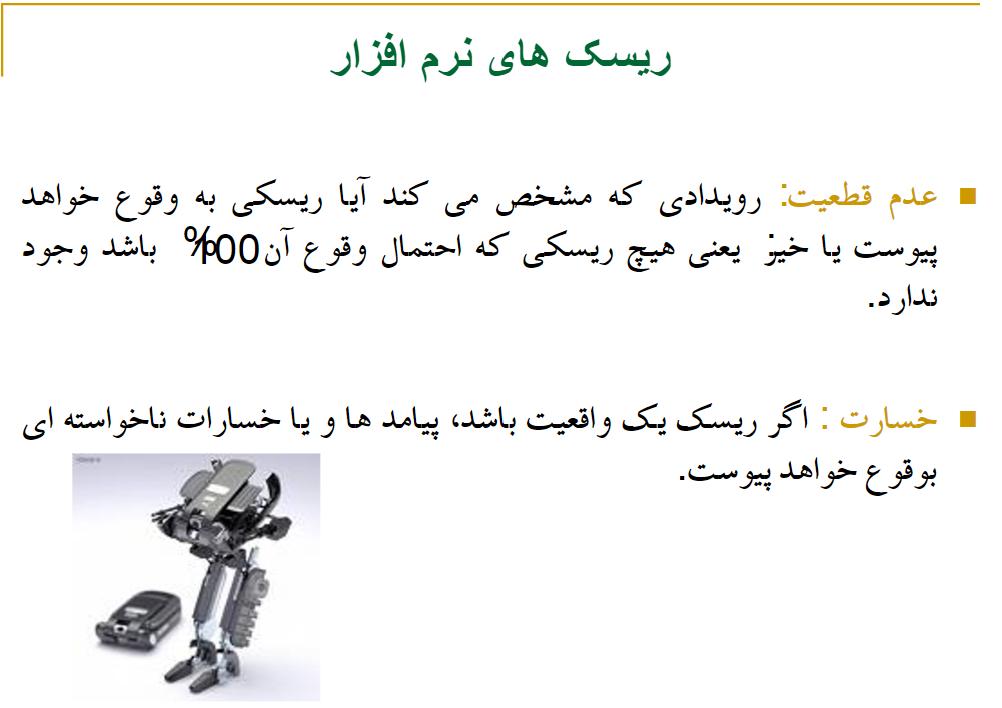 ریسک های نرم افزار
عدم قطعیت: رویدادی که مشخص می کند آیا ریسکی به وقوع خواهد
پیوست یا خیر; یعنی هیچ ریسکی که احتمال وقوع آن 100% باشد وجود
ندارد.
خسارت : اگر ریسک یک واقعیت باشد، پیامد ها و یا خسارات ناخواسته ای
بوقوع خواهد پیوست.